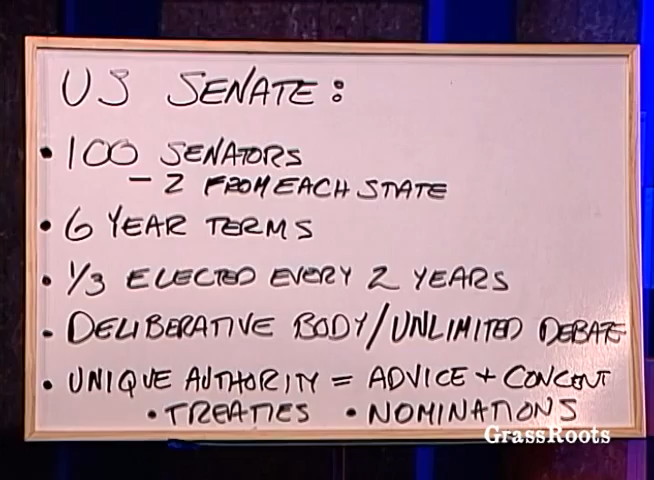 US SENATE:
• 100 SENATORS
- 2 FROM EACH STATE
• 6 YEAR TERMS
• 1/3 ELECTED EVERY 2 YEARS
• DELIBERATIVE BODY/UNLIMITED DEBATE
• UNIQUE AUTHORITY = ADVICE + CONCENT
• TREATIES • NOMINATIONS
GrassRoots